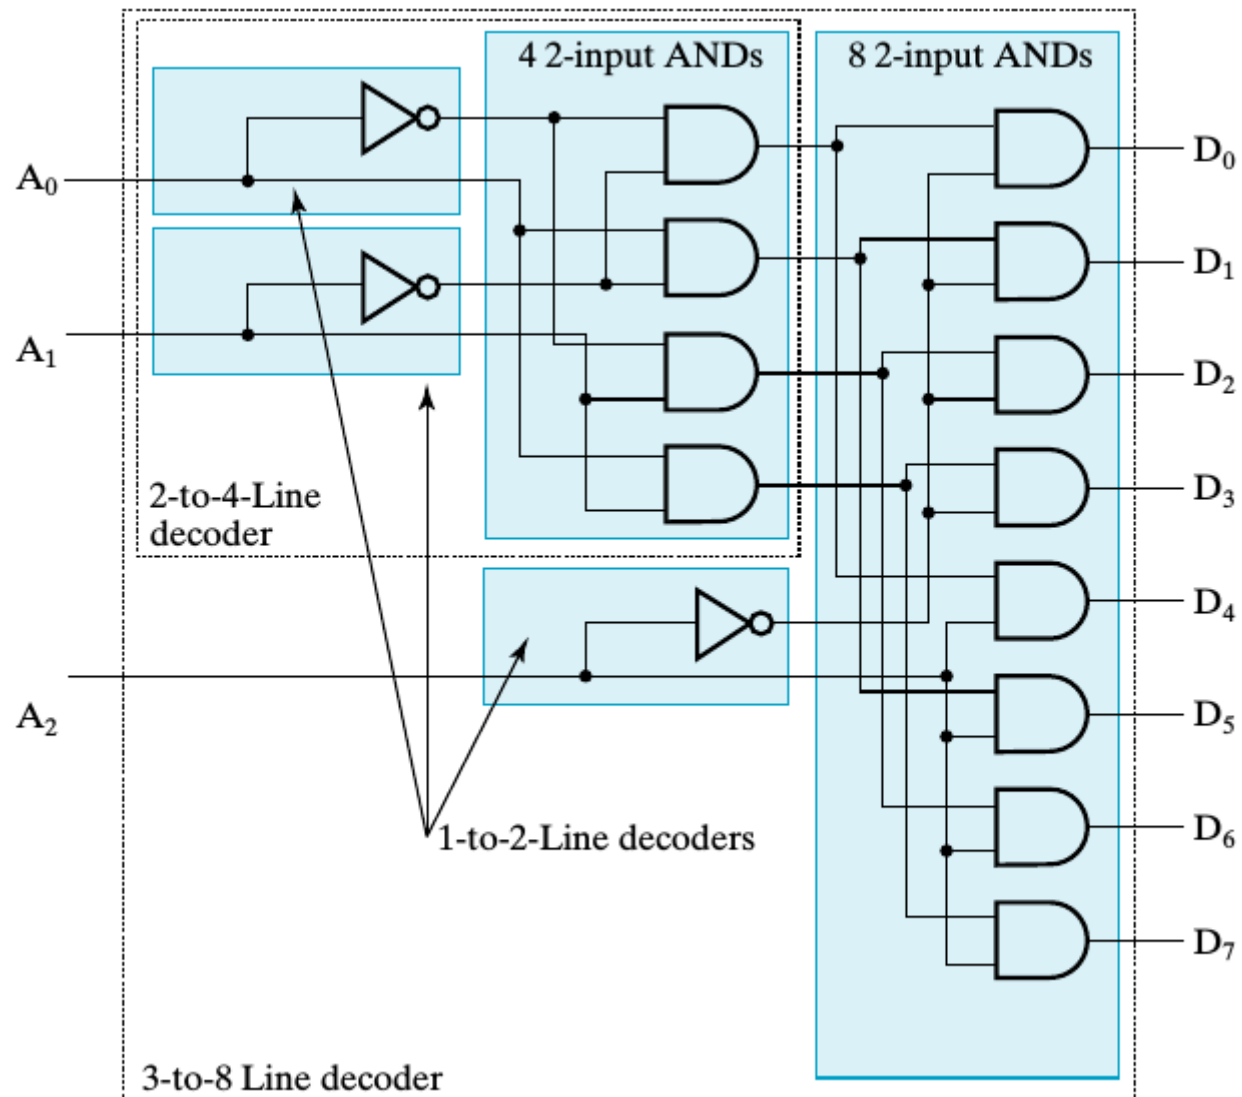 4 2-input ANDs
8 2-input ANDs
A0
A1
2-to-4-Line
decoder
A2
1-to-2-Line decoders
3-to-8 Line decoder
D0
D1
D2
D3
D4
D5
D6
D7